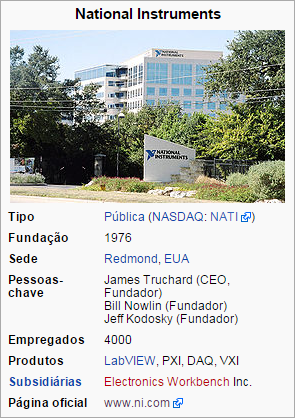 National Instruments
NATIONAL
INSTRUMENTS
NATIONAL
INSTRUMENTS
Tipo Pública (NASDAQ: NATI)
Fundação 1976
Sede Redmond, EUA
Pessoas-
chave
James Truchard (CEO,
Fundador)
Bill Nowlin (Fundador)
Jeff Kodosky (Fundador)
Empregados 4000
Produtos LabVIEW, PXI, DAQ, VXI
Subsidiárias Electronics Workbench Inc.
Página oficial www.ni.com